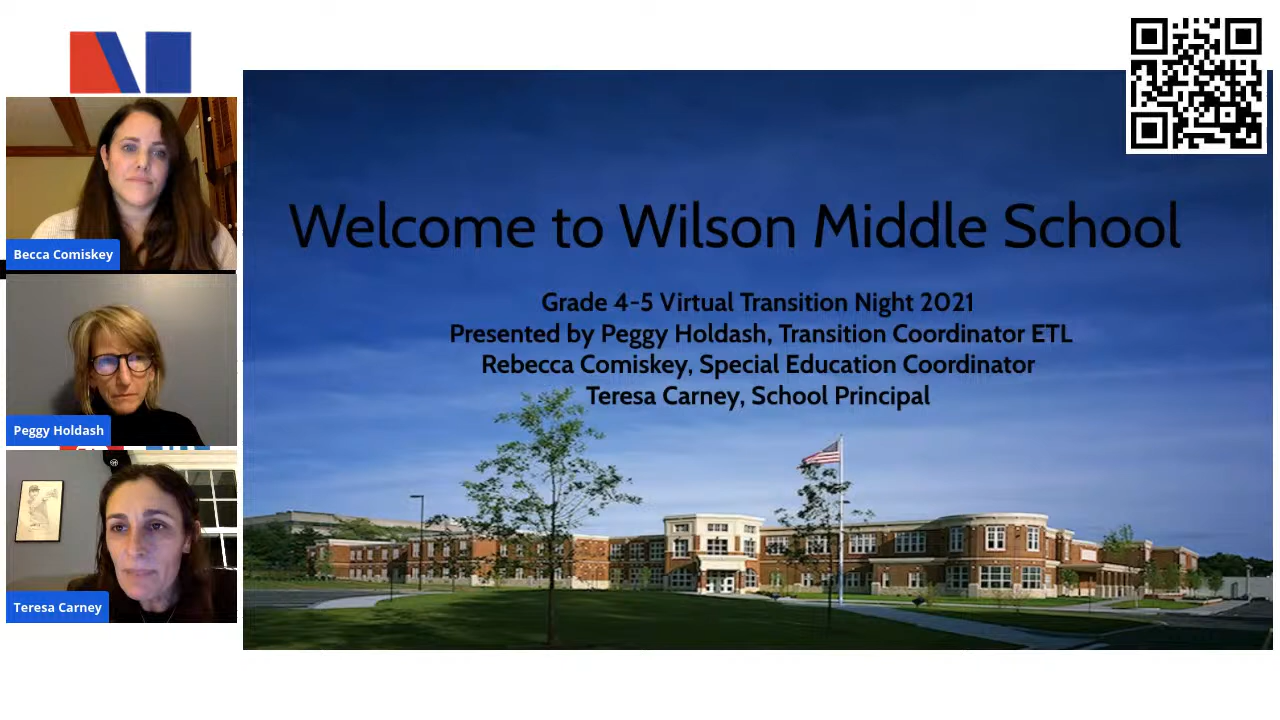 Becca Comiskey
Peggy Holdash
Teresa Carney
Welcome to Wilson Middle School
Grade 4-5 Virtual Transition Night 2021
Presented by Peggy Holdash, Transition Coordinator ETL
Rebecca Comiskey, Special Education Coordinator
Teresa Carney, School Principal